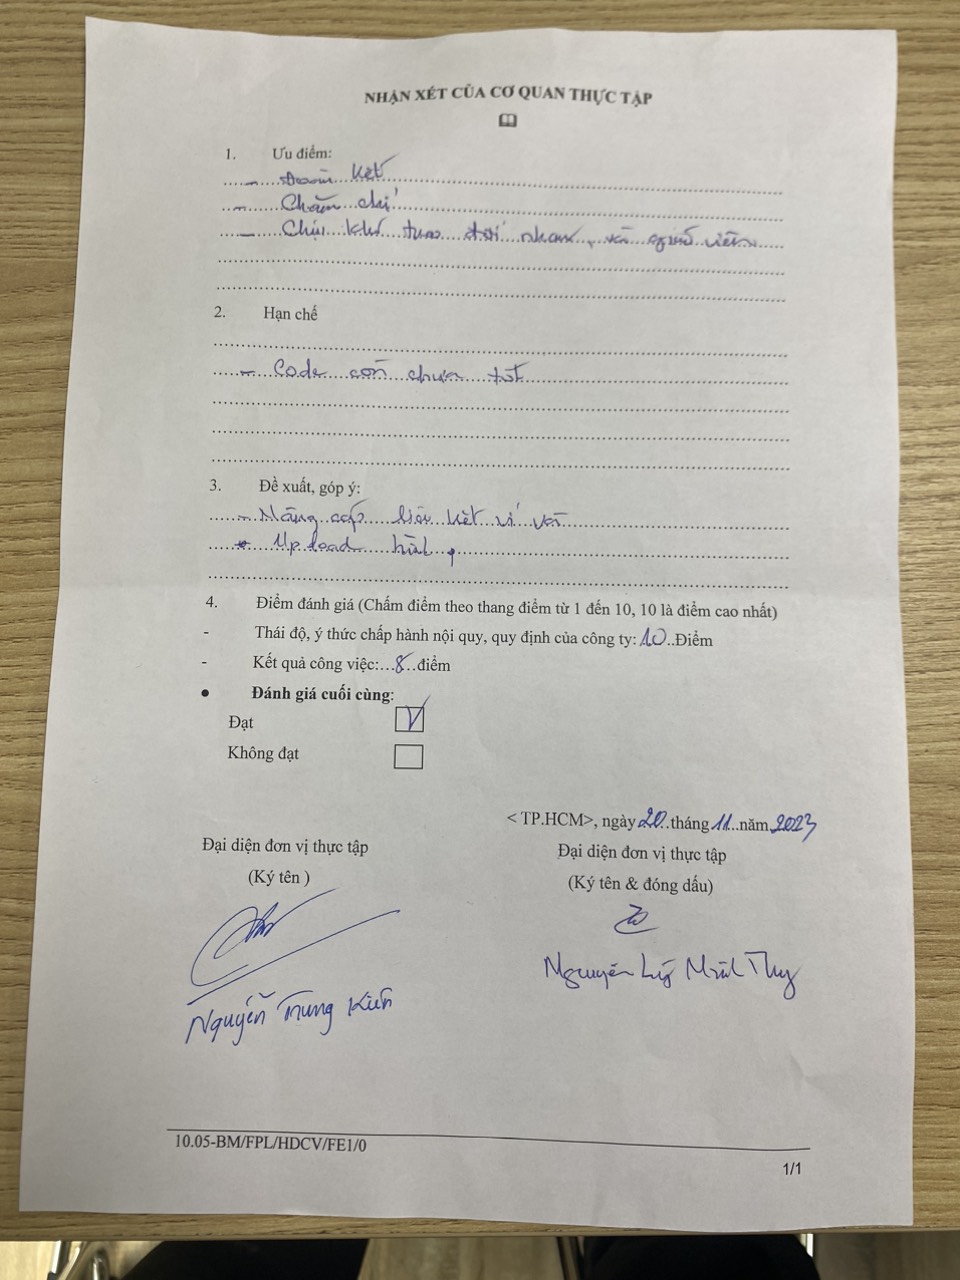 NHẬN XÉT CỦA CƠ QUAN THỰC TẬP
1. Ưu điểm:
- Đoàn kết
- Chăm chỉ
- Chịu khó trao đổi nhau, và
2. Hạn chế
- Code còn chưa tốt
3. Đề xuất, góp ý:
- Nâng cấp liên kết ví
* Upload hình
4. Điểm đánh giá (Chấm điểm theo thang điểm từ 1 đến 10, 10 là điểm cao nhất)
- Thái độ, ý thức chấp hành nội quy, quy định của công ty: 10..Điểm
- Kết quả công việc:...8..điểm
• Đánh giá cuối cùng:
Đạt V
Không đạt
< TP.HCM>, ngày 20..tháng 11..năm 2023
Đại diện đơn vị thực tập
(Ký tên )
Nguyễn Trung Kiên
Đại diện đơn vị thực tập
(Ký tên & đóng dấu)
Nguyễn Lý Minh Thy
10.05-BM/FPL/HDCV/FE1/0
1/1